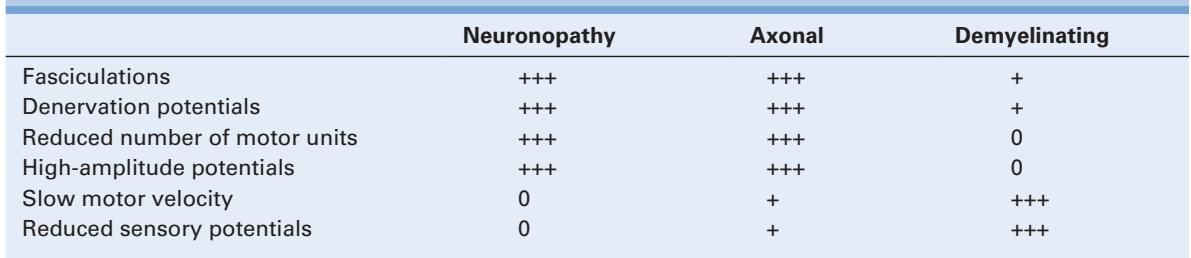 Neuronopathy Axonal Demyelinating
Fasciculations +++ +++ +
Denervation potentials +++ +++ +
Reduced number of motor units +++ +++ 0
High-amplitude potentials +++ +++ 0
Slow motor velocity 0 + +++
Reduced sensory potentials 0 + +++